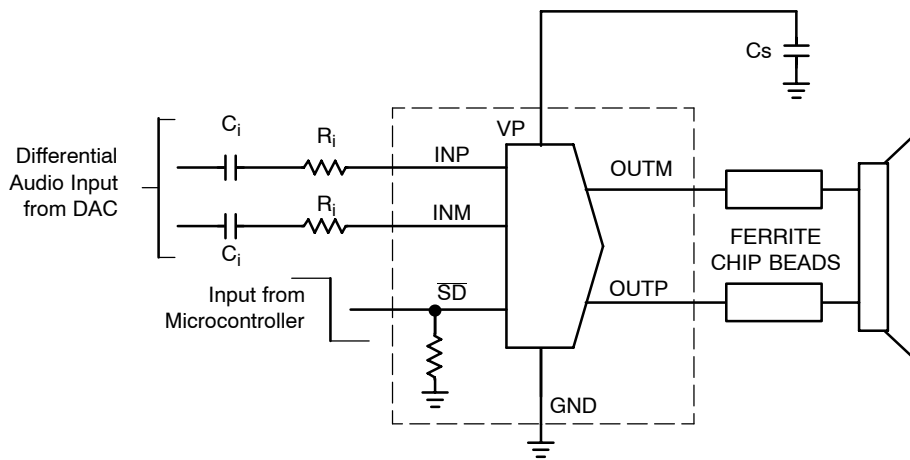 Cs
VP
Differential
Audio Input
from DAC
Ci
Ri
INP
OUTM
Ri
INM
Ci
FERRITE
CHIP BEADS
Input from
Microcontroller
S̅D̅
OUTP
GND